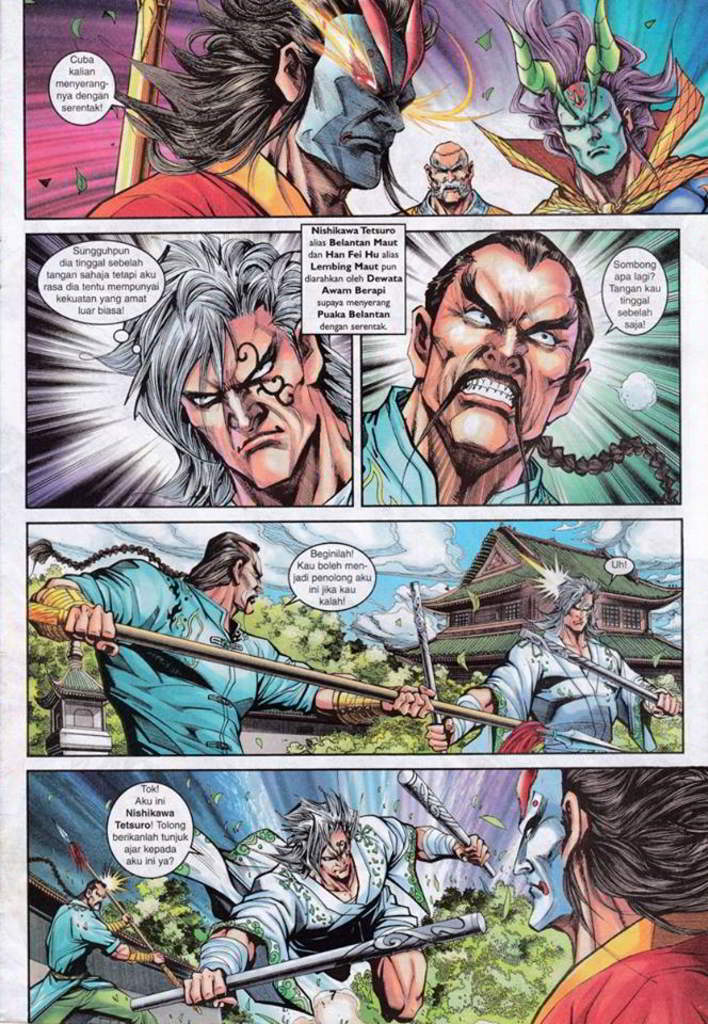 Cuba
kalian
menyerang-
nya dengan
serentak!
Sungguhpun
dia tinggal sebelah
tangan sahaja tetapi aku
rasa dia tentu mempunyai
kekuatan yang amat
luar biasa!
Nishikawa Tetsuro
alias Belantan Maut
dan Han Fei Hu alias
Lembing Maut pun
diarahkan oleh Dewata
Awam Berapi
supaya menyerang
Puaka Belantan
dengan serentak.
Sombong
apa lagi?
Tangan kau
tinggal
sebelah
saja!
Beginilah!
Kau boleh men-
jadi penolong aku
ini jika kau
kalah!
Uh!
Tok!
Aku ini
Nishikawa
Tetsuro! Tolong
berikanlah tunjuk
ajar kepada
aku ini ya?